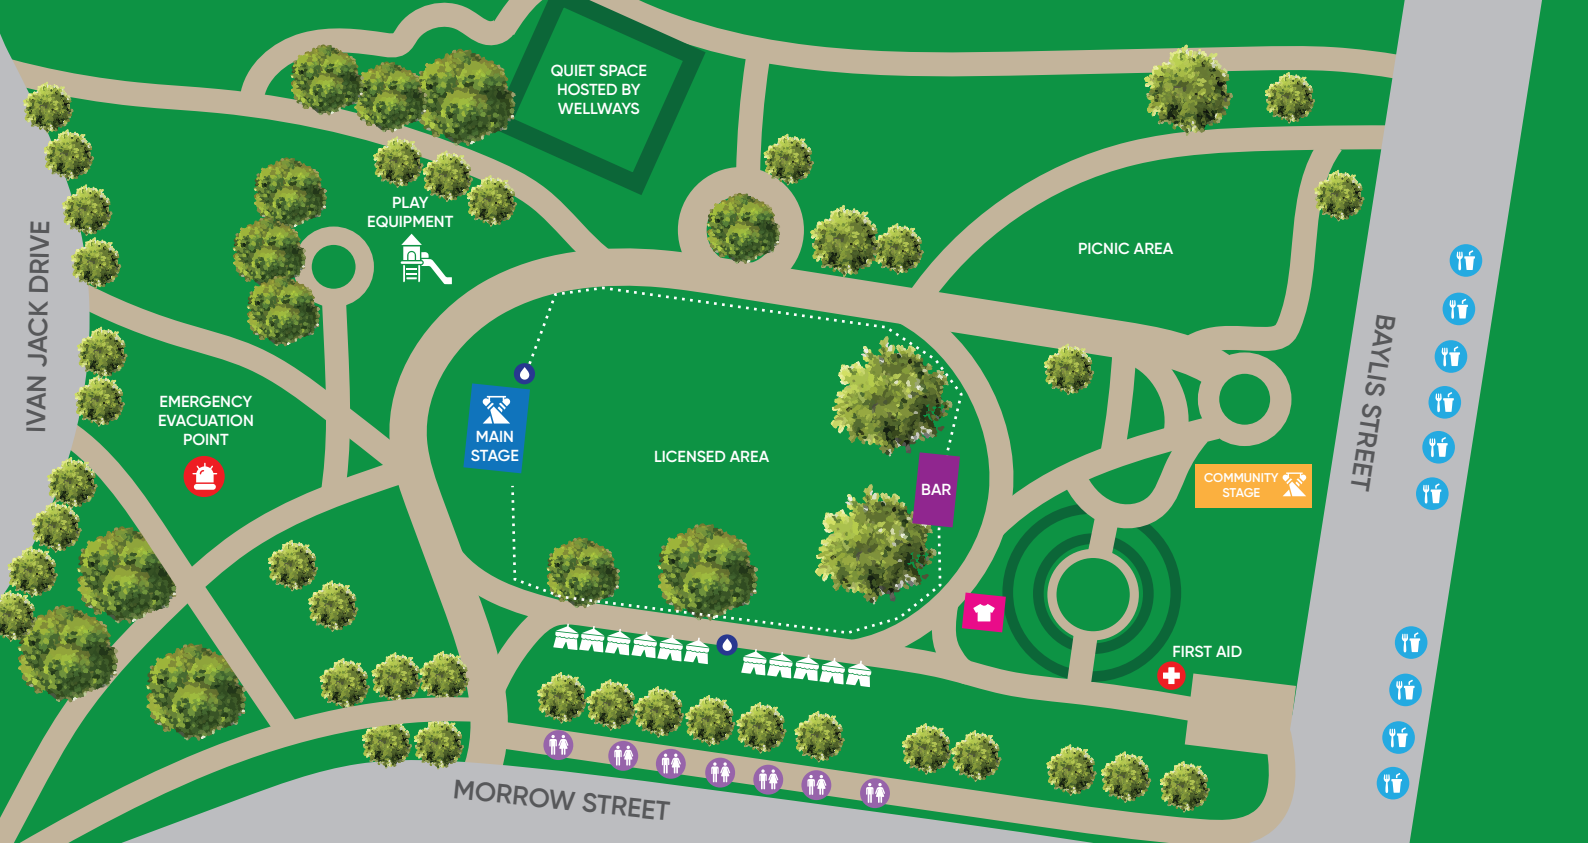 QUIET SPACE
HOSTED BY
WELLWAYS
PLAY
EQUIPMENT
PICNIC AREA
IVAN JACK DRIVE
EMERGENCY
EVACUATION
POINT
MAIN
STAGE
LICENSED AREA
BAR
BAYLIS STREET
COMMUNITY
STAGE
FIRST AID
MORROW STREET